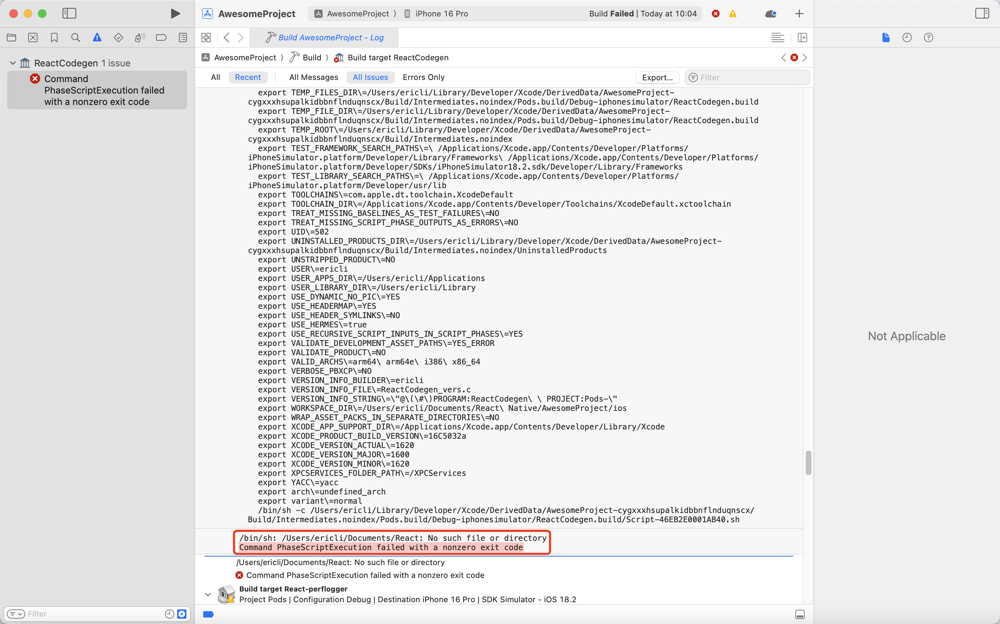 AwesomeProject
AwesomeProject 〉 iPhone 16 Pro
Build Failed | Today at 10:04
Build AwesomeProject - Log
AwesomeProject 〉 Build 〉 Build target ReactCodegen
ReactCodegen 1 issue
Command
PhaseScriptExecution failed
with a nonzero exit code
All Recent All Messages All Issues Errors Only
Export...
Filter
export TEMP_FILES_DIR\=/Users/ericli/Library/Developer/Xcode/DerivedData/AwesomeProject-
cygxxxhsupalkidbbnflnduqnscx/Build/Intermediates.noindex/Pods.build/Debug-iphonesimulator/ReactCodegen.build
export TEMP_FILE_DIR\=/Users/ericli/Library/Developer/Xcode/DerivedData/AwesomeProject-
cygxxxhsupalkidbbnflnduqnscx/Build/Intermediates.noindex/Pods.build/Debug-iphonesimulator/ReactCodegen.build
export TEMP_ROOT\=/Users/ericli/Library/Developer/Xcode/DerivedData/AwesomeProject-
cygxxxhsupalkidbbnflnduqnscx/Build/Intermediates.noindex
export TEST_FRAMEWORK_SEARCH_PATHS\=\ /Applications/Xcode.app/Contents/Developer/Platforms/
iPhoneSimulator.platform/Developer/Library/Frameworks\ /Applications/Xcode.app/Contents/Developer/Platforms/
iPhoneSimulator.platform/Developer/SDKs/iPhoneSimulator18.2.sdk/Developer/Library/Frameworks
export TEST_LIBRARY_SEARCH_PATHS\=\ /Applications/Xcode.app/Contents/Developer/Platforms/
iPhoneSimulator.platform/Developer/usr/lib
export TOOLCHAINS\=com.apple.dt.toolchain.XcodeDefault
export TOOLCHAIN_DIR\=/Applications/Xcode.app/Contents/Developer/Toolchains/XcodeDefault.xctoolchain
export TREAT_MISSING_BASELINES_AS_TEST_FAILURES\=NO
export TREAT_MISSING_SCRIPT_PHASE_OUTPUTS_AS_ERRORS\=NO
export UID\=502
export UNINSTALLED_PRODUCTS_DIR\=/Users/ericli/Library/Developer/Xcode/DerivedData/AwesomeProject-
cygxxxhsupalkidbbnflnduqnscx/Build/Intermediates.noindex/UninstalledProducts
export UNSTRIPPED_PRODUCT\=NO
export USER\=ericli
export USER_APPS_DIR\=/Users/ericli/Applications
export USER_LIBRARY_DIR\=/Users/ericli/Library
export USE_DYNAMIC_NO_PIC\=YES
export USE_HEADERMAP\=YES
export USE_HEADER_SYMLINKS\=NO
export USE_HERMES\=true
export USE_RECURSIVE_SCRIPT_INPUTS_IN_SCRIPT_PHASES\=YES
export VALIDATE_DEVELOPMENT_ASSET_PATHS\=YES_ERROR
export VALIDATE_PRODUCT\=NO
export VALID_ARCHS\=arm64\ arm64e\ i386\ x86_64
export VERBOSE_PBXCP\=NO
export VERSION_INFO_BUILDER\=ericli
export VERSION_INFO_FILE\=ReactCodegen_vers.c
export VERSION_INFO_STRING\=\"@\(\#\)PROGRAM:ReactCodegen\ \ PROJECT:Pods-\"
export WORKSPACE_DIR\=/Users/ericli/Documents/React\ Native/AwesomeProject/ios
export WRAP_ASSET_PACKS_IN_SEPARATE_DIRECTORIES\=NO
export XCODE_APP_SUPPORT_DIR\=/Applications/Xcode.app/Contents/Developer/Library/Xcode
export XCODE_PRODUCT_BUILD_VERSION\=16C5032a
export XCODE_VERSION_ACTUAL\=1620
export XCODE_VERSION_MAJOR\=1600
export XCODE_VERSION_MINOR\=1620
export XPCSERVICES_FOLDER_PATH\=/XPCServices
export YACC\=yacc
export arch\=undefined_arch
export variant\=normal
/bin/sh -c /Users/ericli/Library/Developer/Xcode/DerivedData/AwesomeProject-cygxxxhsupalkidbbnflnduqnscx/
Build/Intermediates.noindex/Pods.build/Debug-iphonesimulator/ReactCodegen.build/Script-46EB2E0001AB40.sh
/bin/sh: /Users/ericli/Documents/React: No such file or directory
Command PhaseScriptExecution failed with a nonzero exit code
/Users/ericli/Documents/React: No such file or directory
Command PhaseScriptExecution failed with a nonzero exit code
Build target React-perflogger
Project Pods | Configuration Debug | Destination iPhone 16 Pro | SDK Simulator - iOS 18.2
Not Applicable
Filter